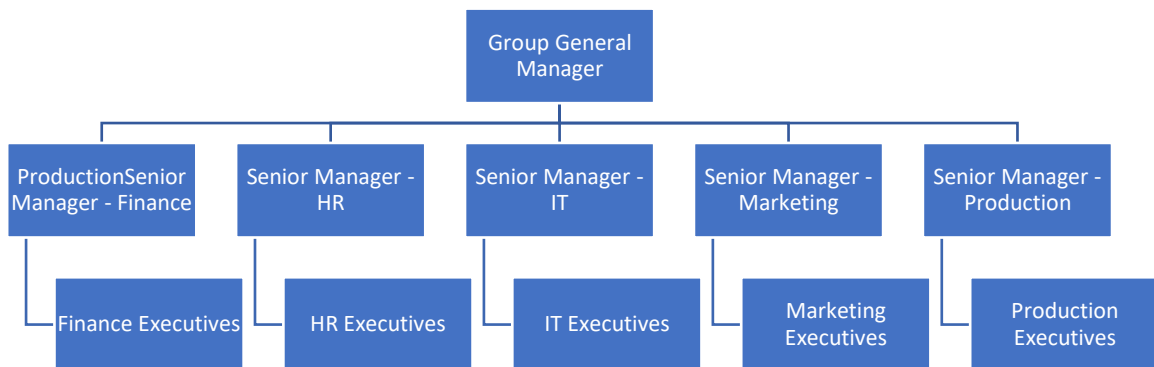 Group General
Manager
ProductionSenior
Manager - Finance
Senior Manager -
HR
Senior Manager -
IT
Senior Manager -
Marketing
Senior Manager -
Production
Finance Executives
HR Executives
IT Executives
Marketing
Executives
Production
Executives